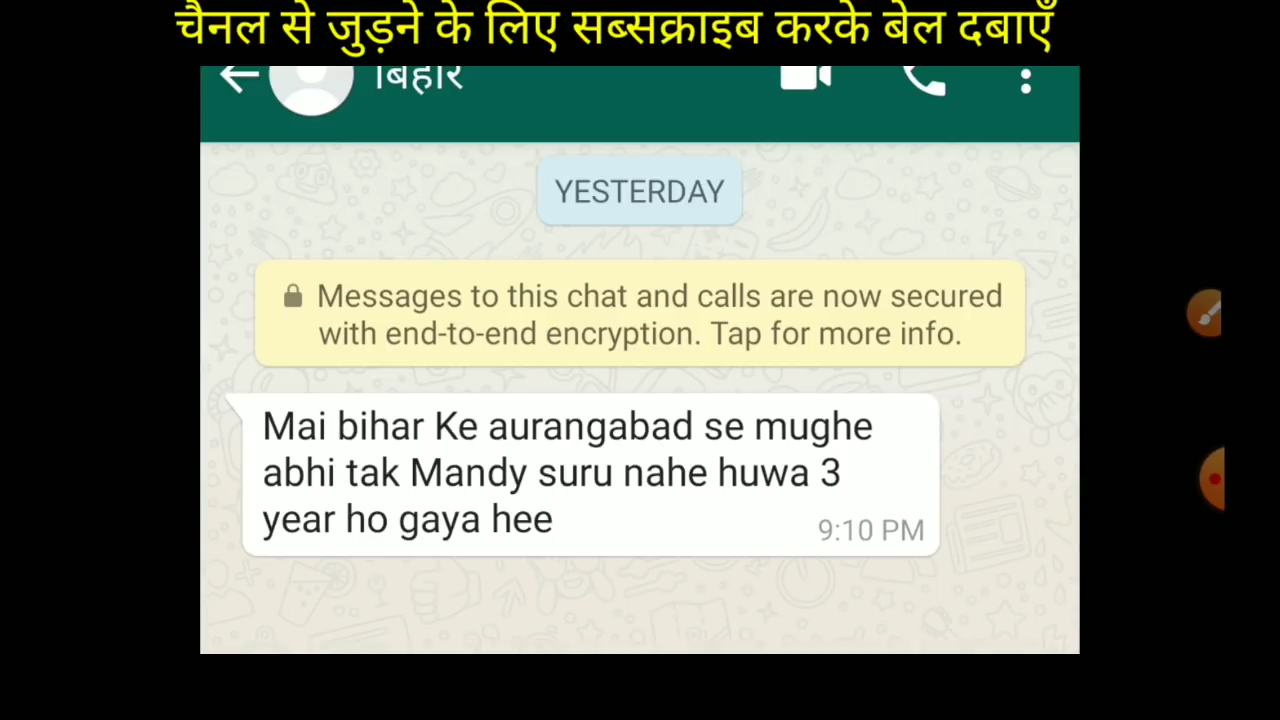 चैनल से जुड़ने के लिए सब्सक्राइब करके बेल दबाएँ
बिहार
YESTERDAY
Messages to this chat and calls are now secured
with end-to-end encryption. Tap for more info.
Mai bihar Ke aurangabad se mughe
abhi tak Mandy suru nahe huwa 3
year ho gaya hee
9:10 PM